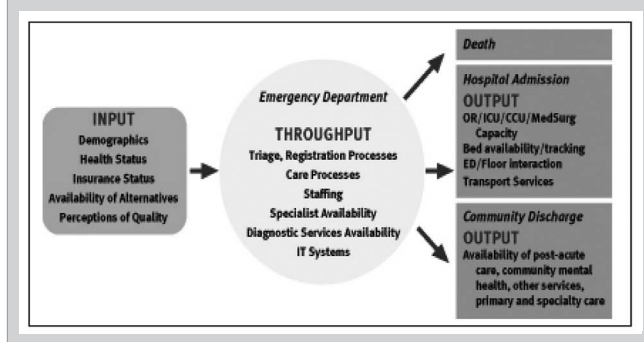 INPUT
Demographics
Health Status
Insurance Status
Availability of Alternatives
Perceptions of Quality
Emergency Department
THROUGHPUT
Triage, Registration Processes
Care Processes
Staffing
Specialist Availability
Diagnostic Services Availability
IT Systems
Death
Hospital Admission
OUTPUT
OR/ICU/CCU/MedSurg
Capacity
Bed availability/tracking
ED/Floor interaction
Transport Services
Community Discharge
OUTPUT
Availability of post-acute
care, community mental
health, other services,
primary and specialty care